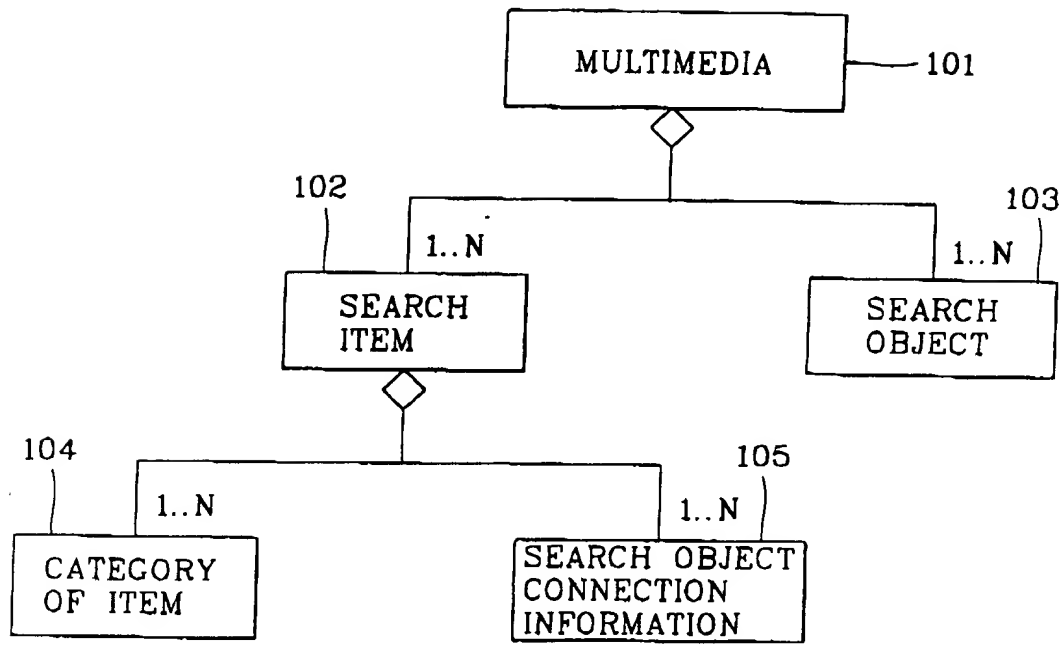 MULTIMEDIA
101
102
103
1..N
1..N
SEARCH
ITEM
SEARCH
OBJECT
104
105
1..N
1..N
CATEGORY
OF ITEM
SEARCH OBJECT
CONNECTION
INFORMATION